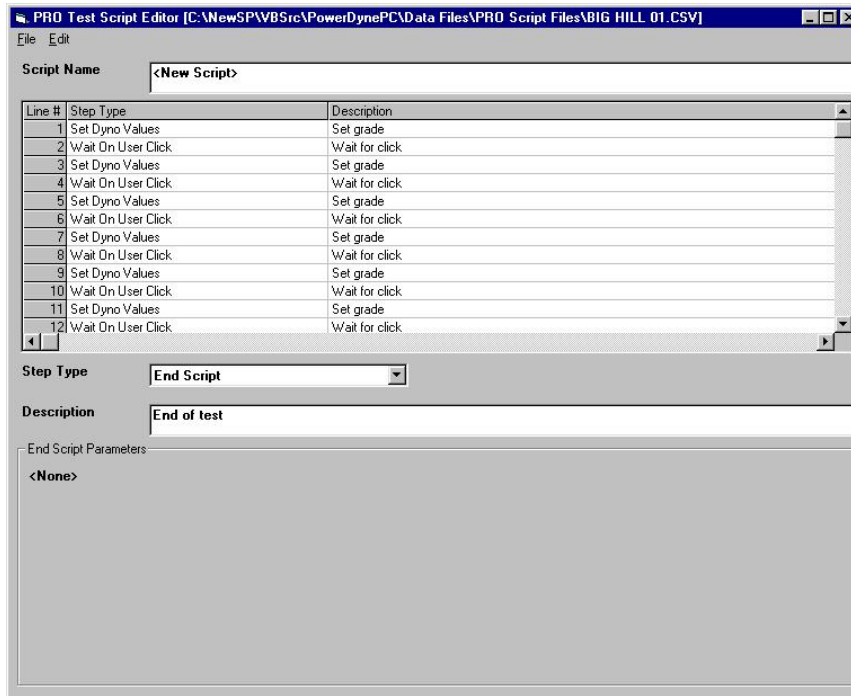 PRO Test Script Editor [C:\NewSP\VBSrc\PowerDynePC\Data Files\PRO Script Files\BIG HILL 01.CSV]
File Edit
Script Name <New Script>
Line # Step Type Description
1 Set Dyno Values Set grade
2 Wait On User Click Wait for click
3 Set Dyno Values Set grade
4 Wait On User Click Wait for click
5 Set Dyno Values Set grade
6 Wait On User Click Wait for click
7 Set Dyno Values Set grade
8 Wait On User Click Wait for click
9 Set Dyno Values Set grade
10 Wait On User Click Wait for click
11 Set Dyno Values Set grade
12 Wait On User Click Wait for click
Step Type End Script
Description End of test
End Script Parameters
<None>